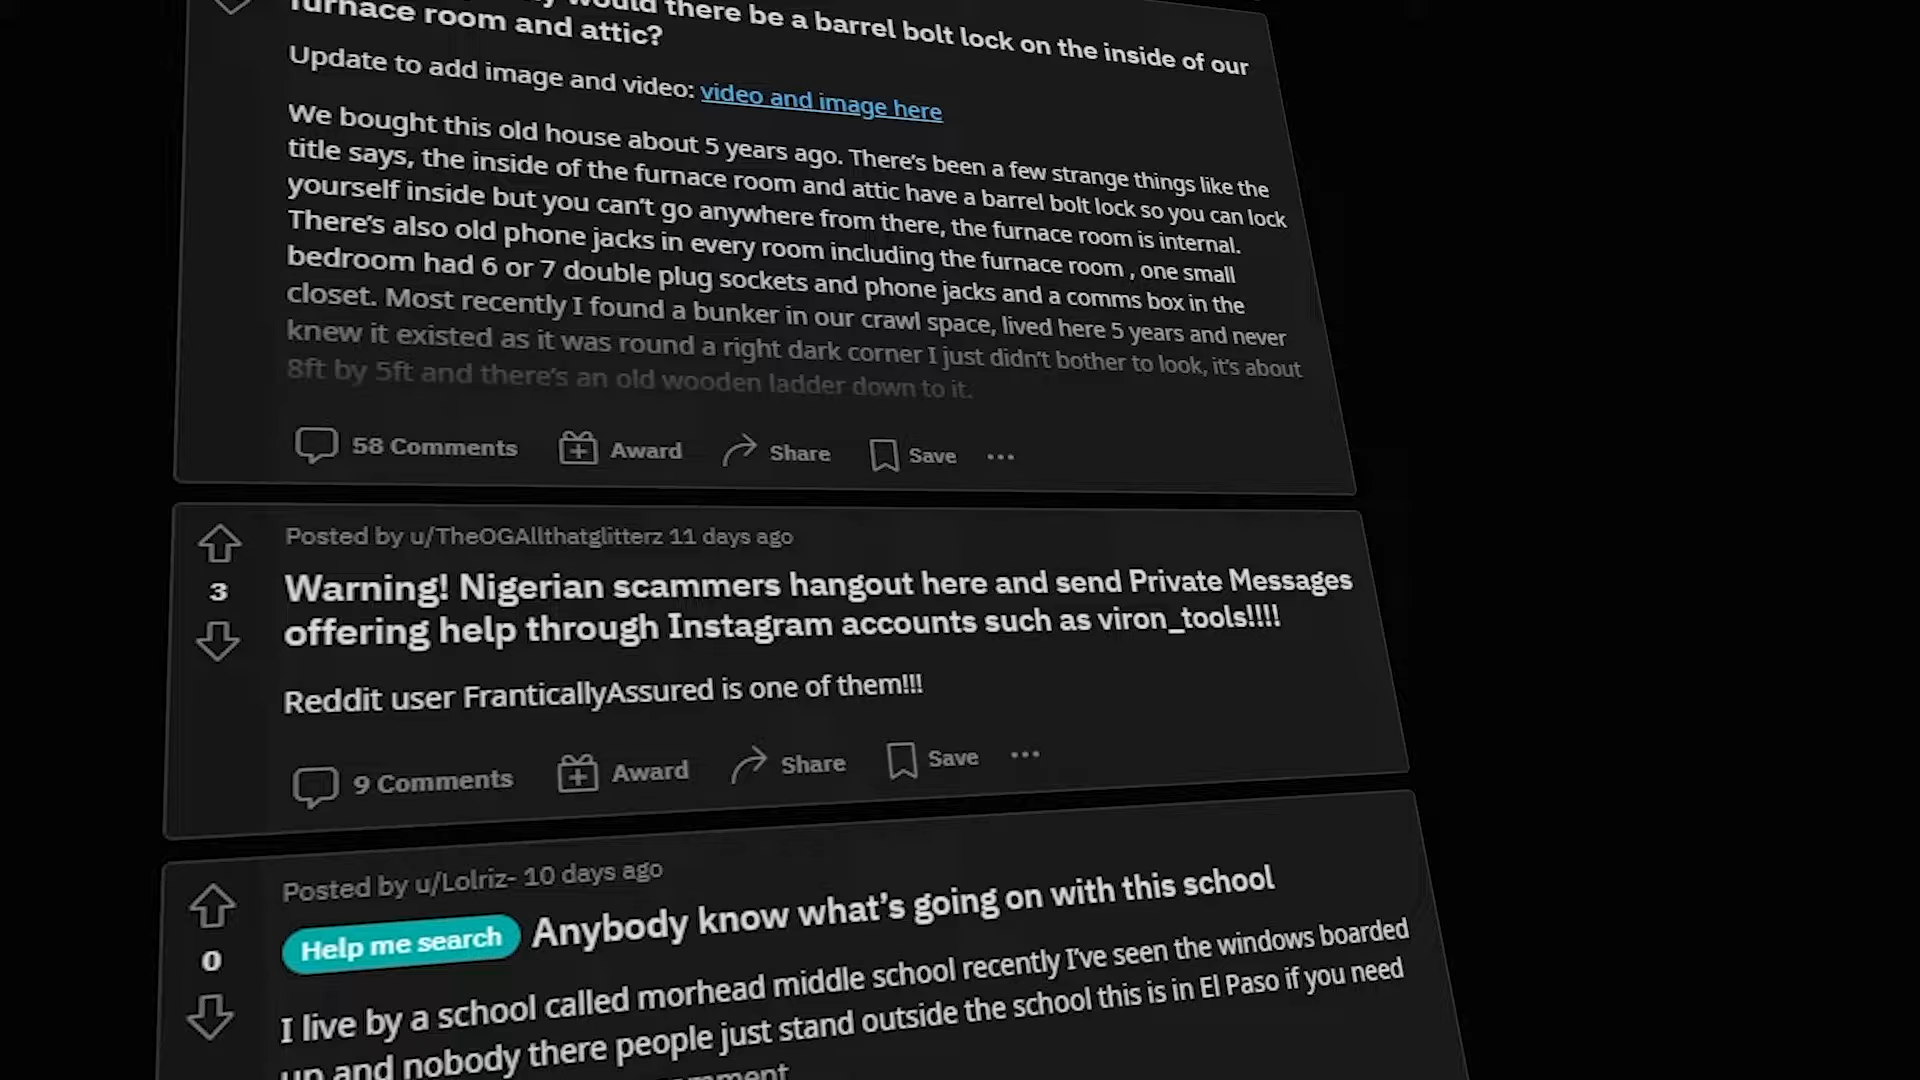 would there be a barrel bolt lock on the inside of our
furnace room and attic?
Update to add image and video: video and image here
We bought this old house about 5 years ago. There's been a few strange things like the
title says, the inside of the furnace room and attic have a barrel bolt lock so you can lock
yourself inside but you can't go anywhere from there, the furnace room is internal.
There's also old phone jacks in every room including the furnace room , one small
bedroom had 6 or 7 double plug sockets and phone jacks and a comms box in the
closet. Most recently I found a bunker in our crawl space, lived here 5 years and never
knew it existed as it was round a right dark corner I just didn't bother to look, it's about
8ft by 5ft and there's an old wooden ladder down to it.
58 Comments Award Share Save
Posted by u/TheOGAllthatglitterz 11 days ago
3
Warning! Nigerian scammers hangout here and send Private Messages
offering help through Instagram accounts such as viron_tools!!!!
Reddit user FranticallyAssured is one of them!!!
9 Comments Award Share Save
Posted by u/Lolriz- 10 days ago
0
Help me search Anybody know what's going on with this school
I live by a school called morhead middle school recently I've seen the windows boarded
up and nobody there people just stand outside the school this is in El Paso if you need